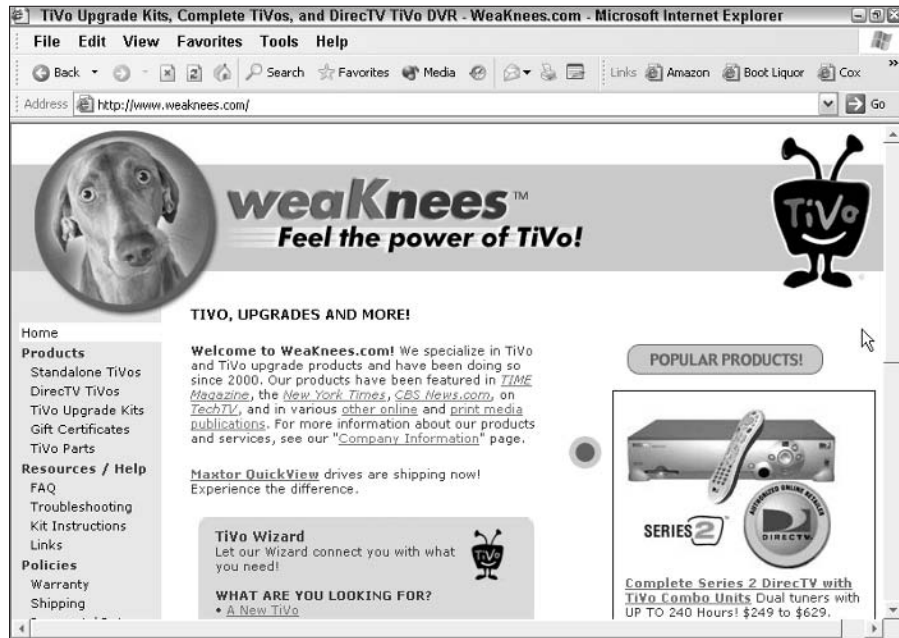 TiVo Upgrade Kits, Complete TiVos, and DirecTV TiVo DVR - WeaKnees.com - Microsoft Internet Explorer
File Edit View Favorites Tools Help
Back Search Favorites Media Links Amazon Boot Liquor Cox »
Address http://www.weaknees.com/ Go
weaKnees™
Feel the power of TiVo!
TiVo
TIVO, UPGRADES AND MORE!
Home
Products
Standalone TiVos
DirecTV TiVos
TiVo Upgrade Kits
Gift Certificates
TiVo Parts
Resources / Help
FAQ
Troubleshooting
Kit Instructions
Links
Policies
Warranty
Shipping
Welcome to WeaKnees.com! We specialize in TiVo
and TiVo upgrade products and have been doing so
since 2000. Our products have been featured in TIME
Magazine, the New York Times, CBS News.com, on
TechTV, and in various other online and print media
publications. For more information about our products
and services, see our "Company Information" page.
Maxtor QuickView drives are shipping now!
Experience the difference.
TiVo Wizard
Let our Wizard connect you with what
you need!
TiVo
WHAT ARE YOU LOOKING FOR?
• A New TiVo
POPULAR PRODUCTS!
SERIES 2
AUTHORIZED ONLINE RETAILER
DIRECTV
Complete Series 2 DirecTV with
TiVo Combo Units Dual tuners with
UP TO 240 Hours! $249 to $629.